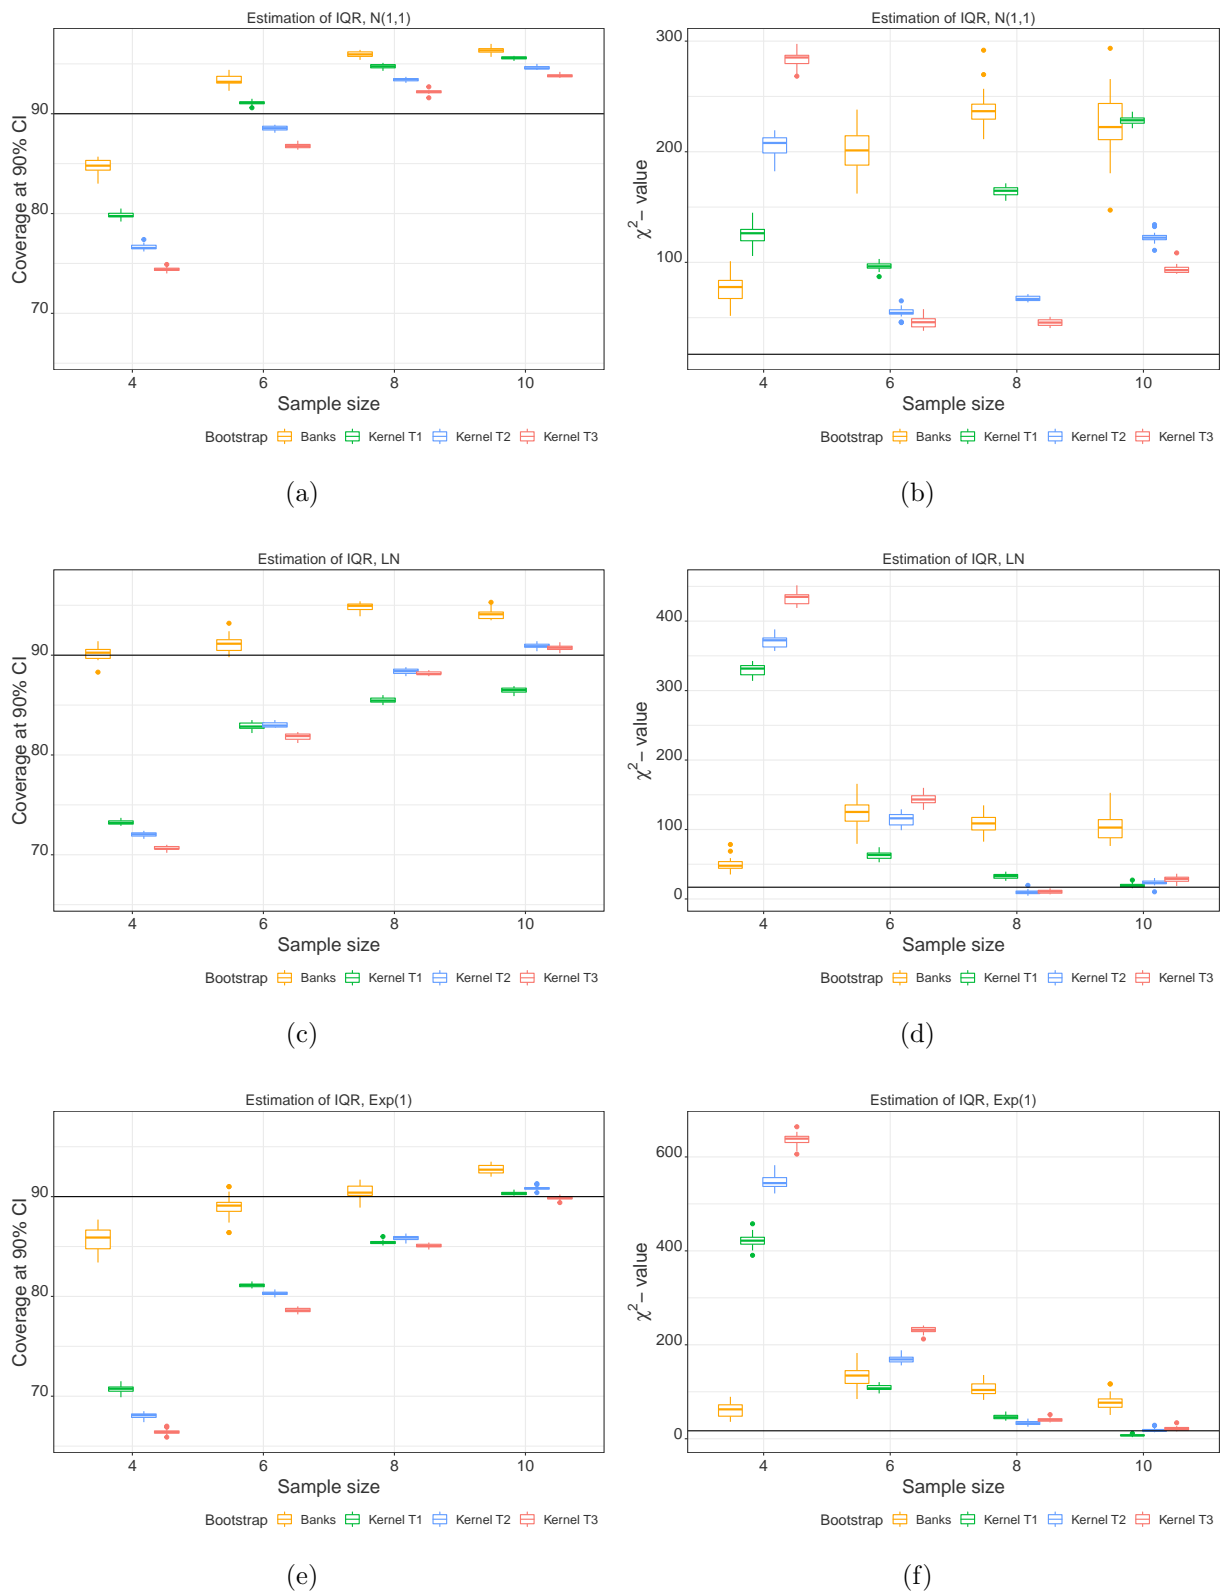 Estimation of IQR, N(1,1)
Coverage at 90% CI
90
80
70
4 6 8 10
Sample size
Bootstrap Banks Kernel T1 Kernel T2 Kernel T3
(a)
Estimation of IQR, N(1,1)
χ²− value
300
200
100
4 6 8 10
Sample size
Bootstrap Banks Kernel T1 Kernel T2 Kernel T3
(b)
Estimation of IQR, LN
Coverage at 90% CI
90
80
70
4 6 8 10
Sample size
Bootstrap Banks Kernel T1 Kernel T2 Kernel T3
(c)
Estimation of IQR, LN
χ²− value
400
300
200
100
0
4 6 8 10
Sample size
Bootstrap Banks Kernel T1 Kernel T2 Kernel T3
(d)
Estimation of IQR, Exp(1)
Coverage at 90% CI
90
80
70
4 6 8 10
Sample size
Bootstrap Banks Kernel T1 Kernel T2 Kernel T3
(e)
Estimation of IQR, Exp(1)
χ²− value
600
400
200
0
4 6 8 10
Sample size
Bootstrap Banks Kernel T1 Kernel T2 Kernel T3
(f)